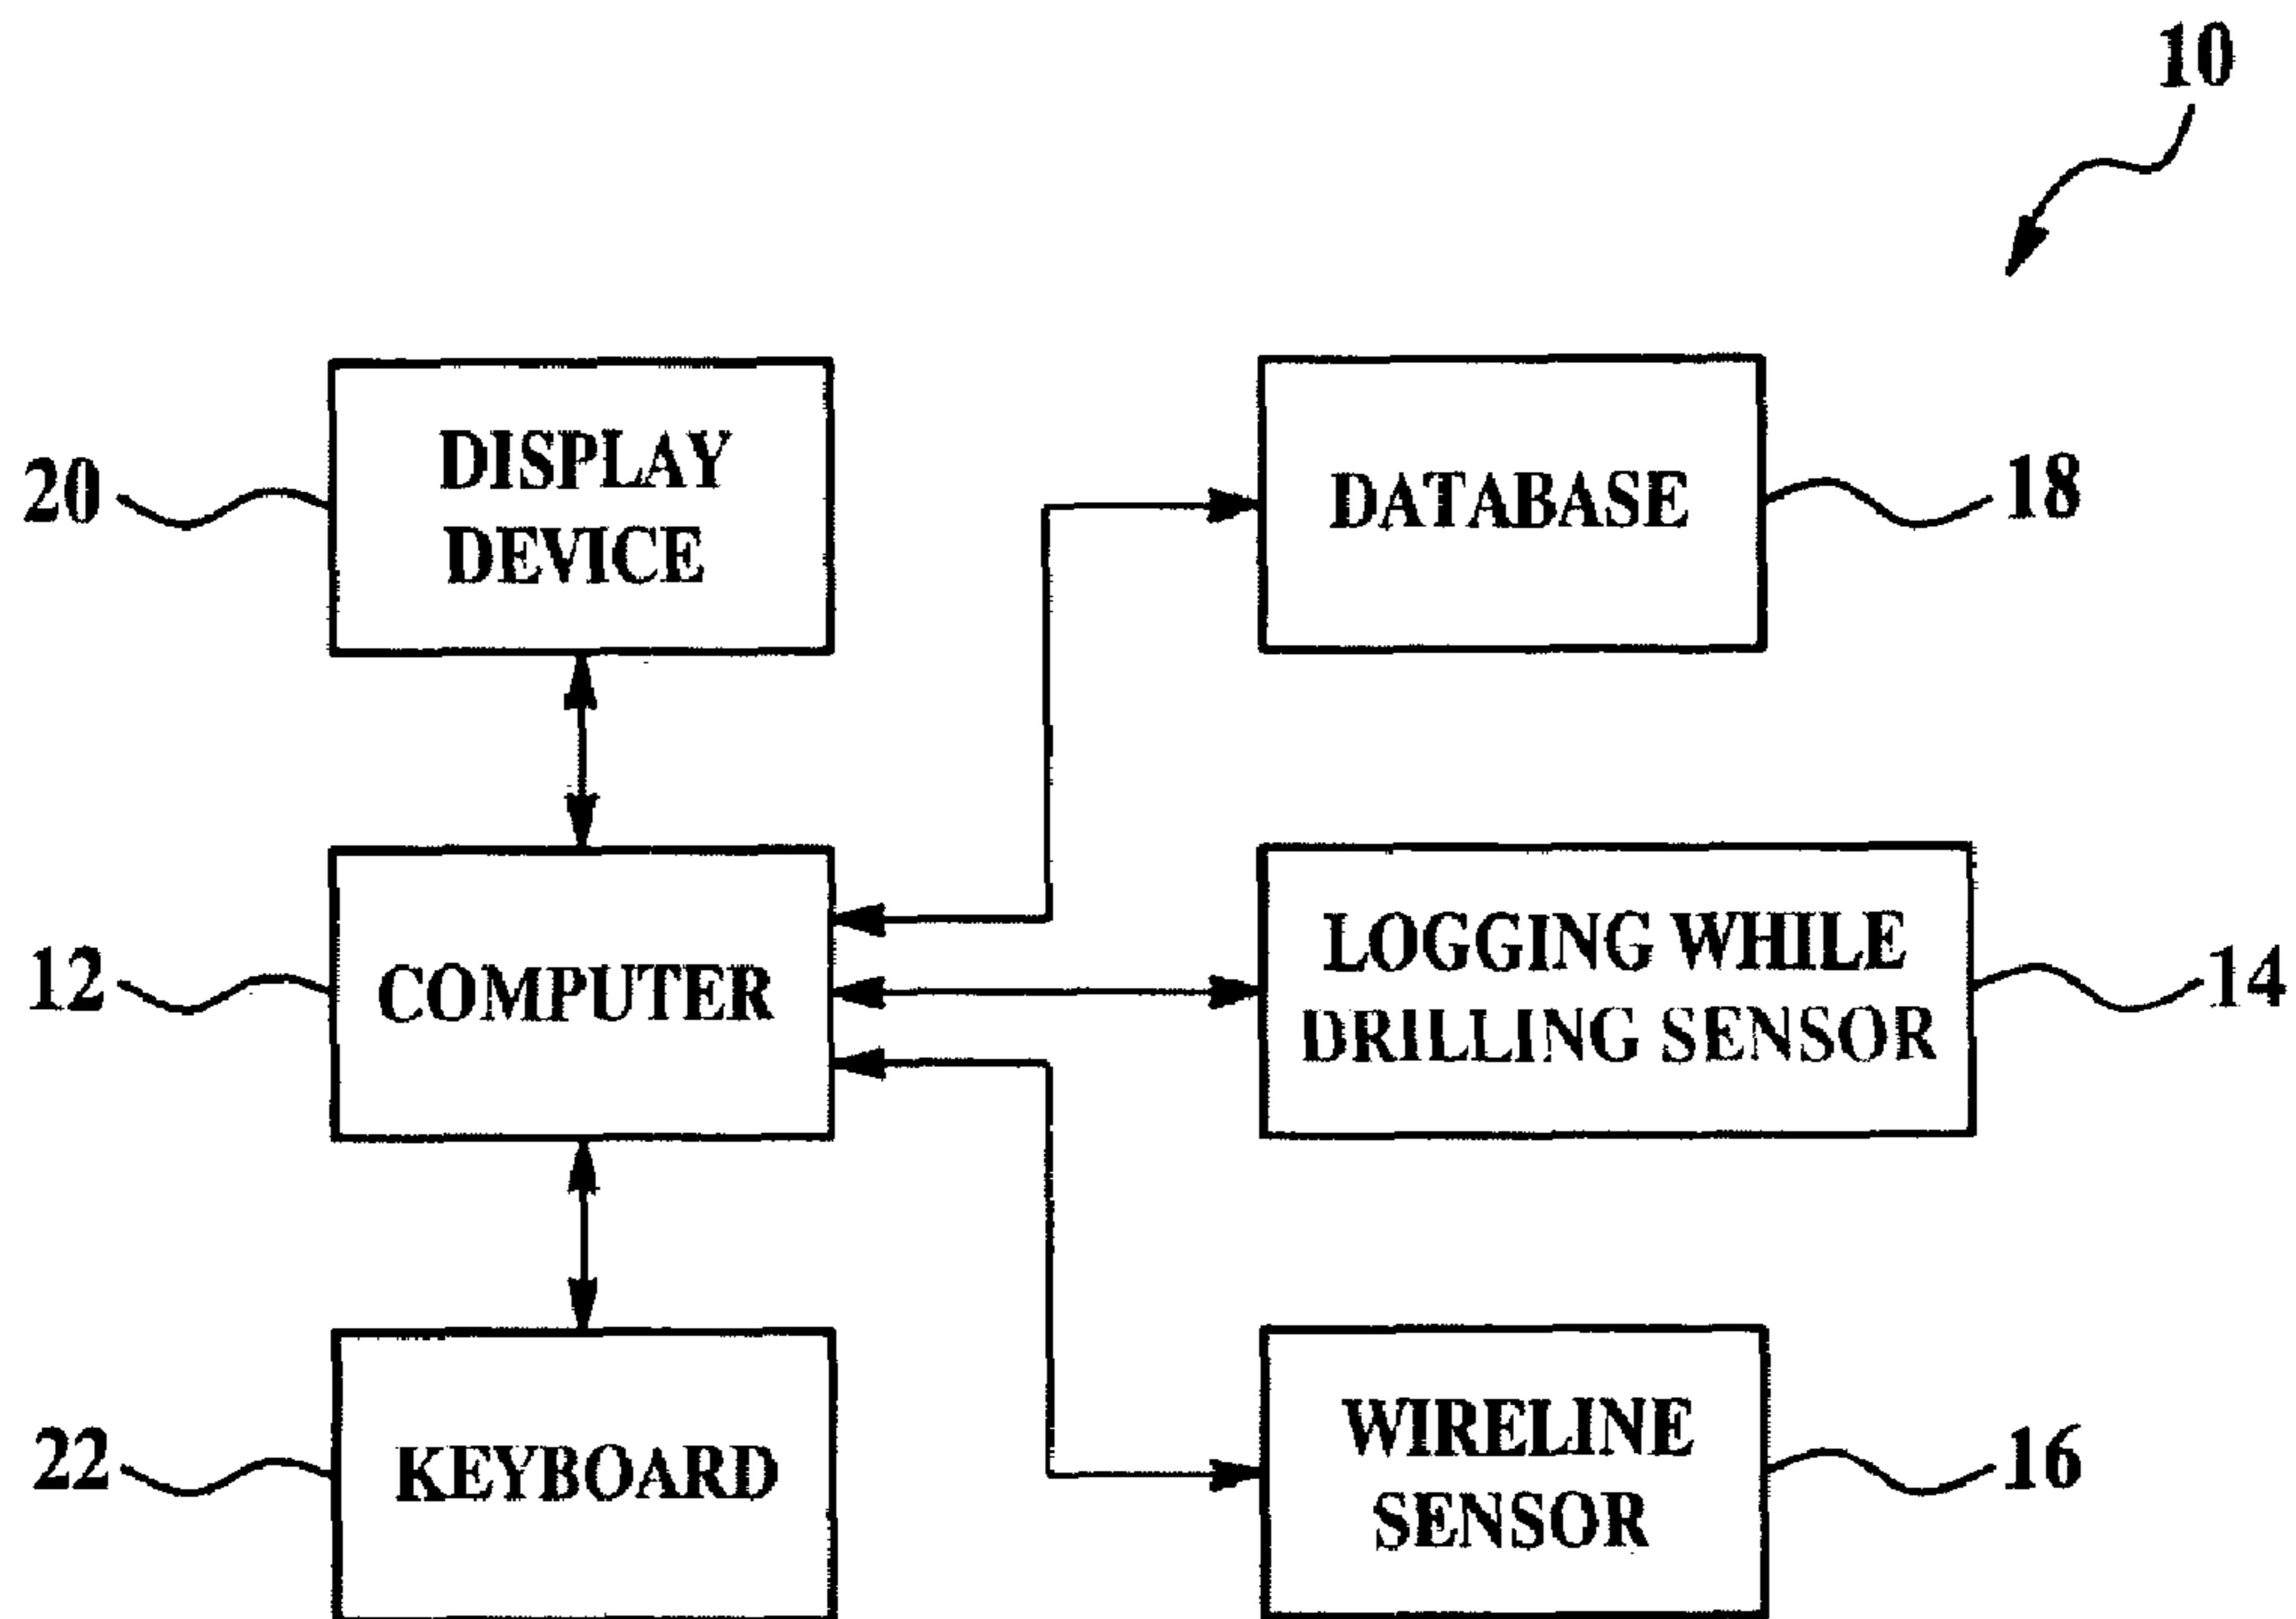 10
DISPLAY
DEVICE
20
DATABASE
18
COMPUTER
12
LOGGING WHILE
DRILLING SENSOR
14
KEYBOARD
22
WIRELINE
SENSOR
16